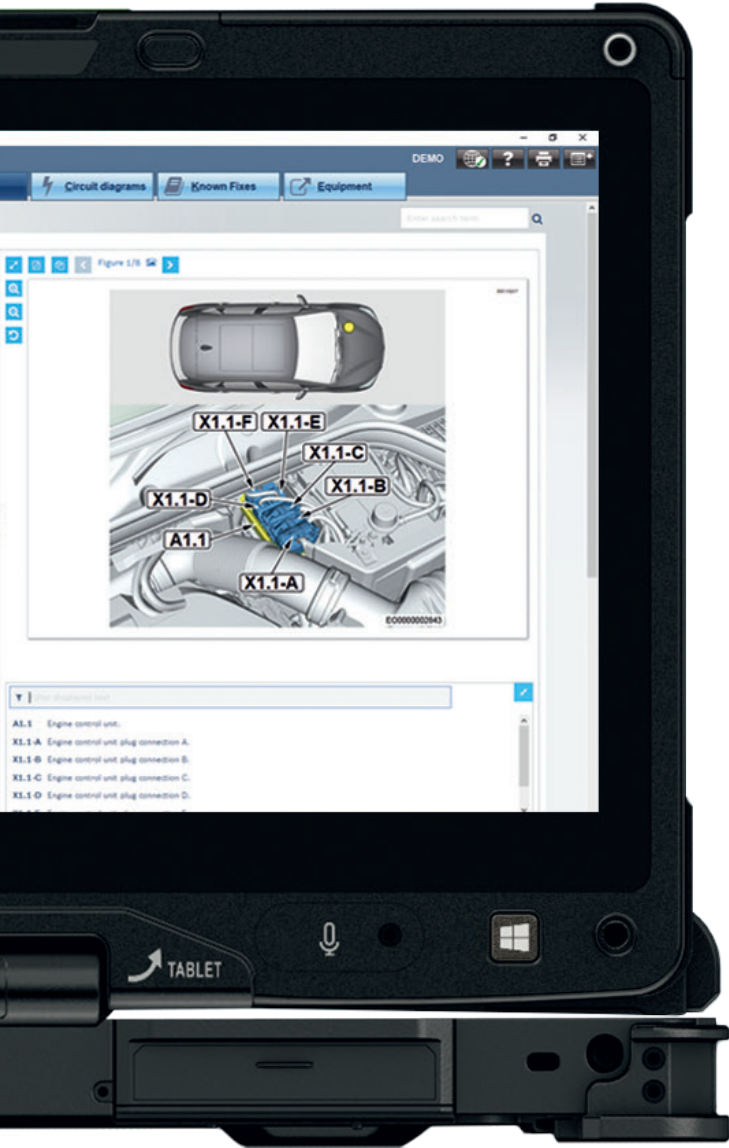 DEMO
?
Circuit diagrams
Known Fixes
Equipment
Enter search term
Figure 1/8
X1.1-F
X1.1-E
X1.1-C
X1.1-B
X1.1-D
A1.1
X1.1-A
EO0000002843
A1.1 Engine control unit.
X1.1-A Engine control unit plug connection A.
X1.1-B Engine control unit plug connection B.
X1.1-C Engine control unit plug connection C.
X1.1-D Engine control unit plug connection D.
TABLET